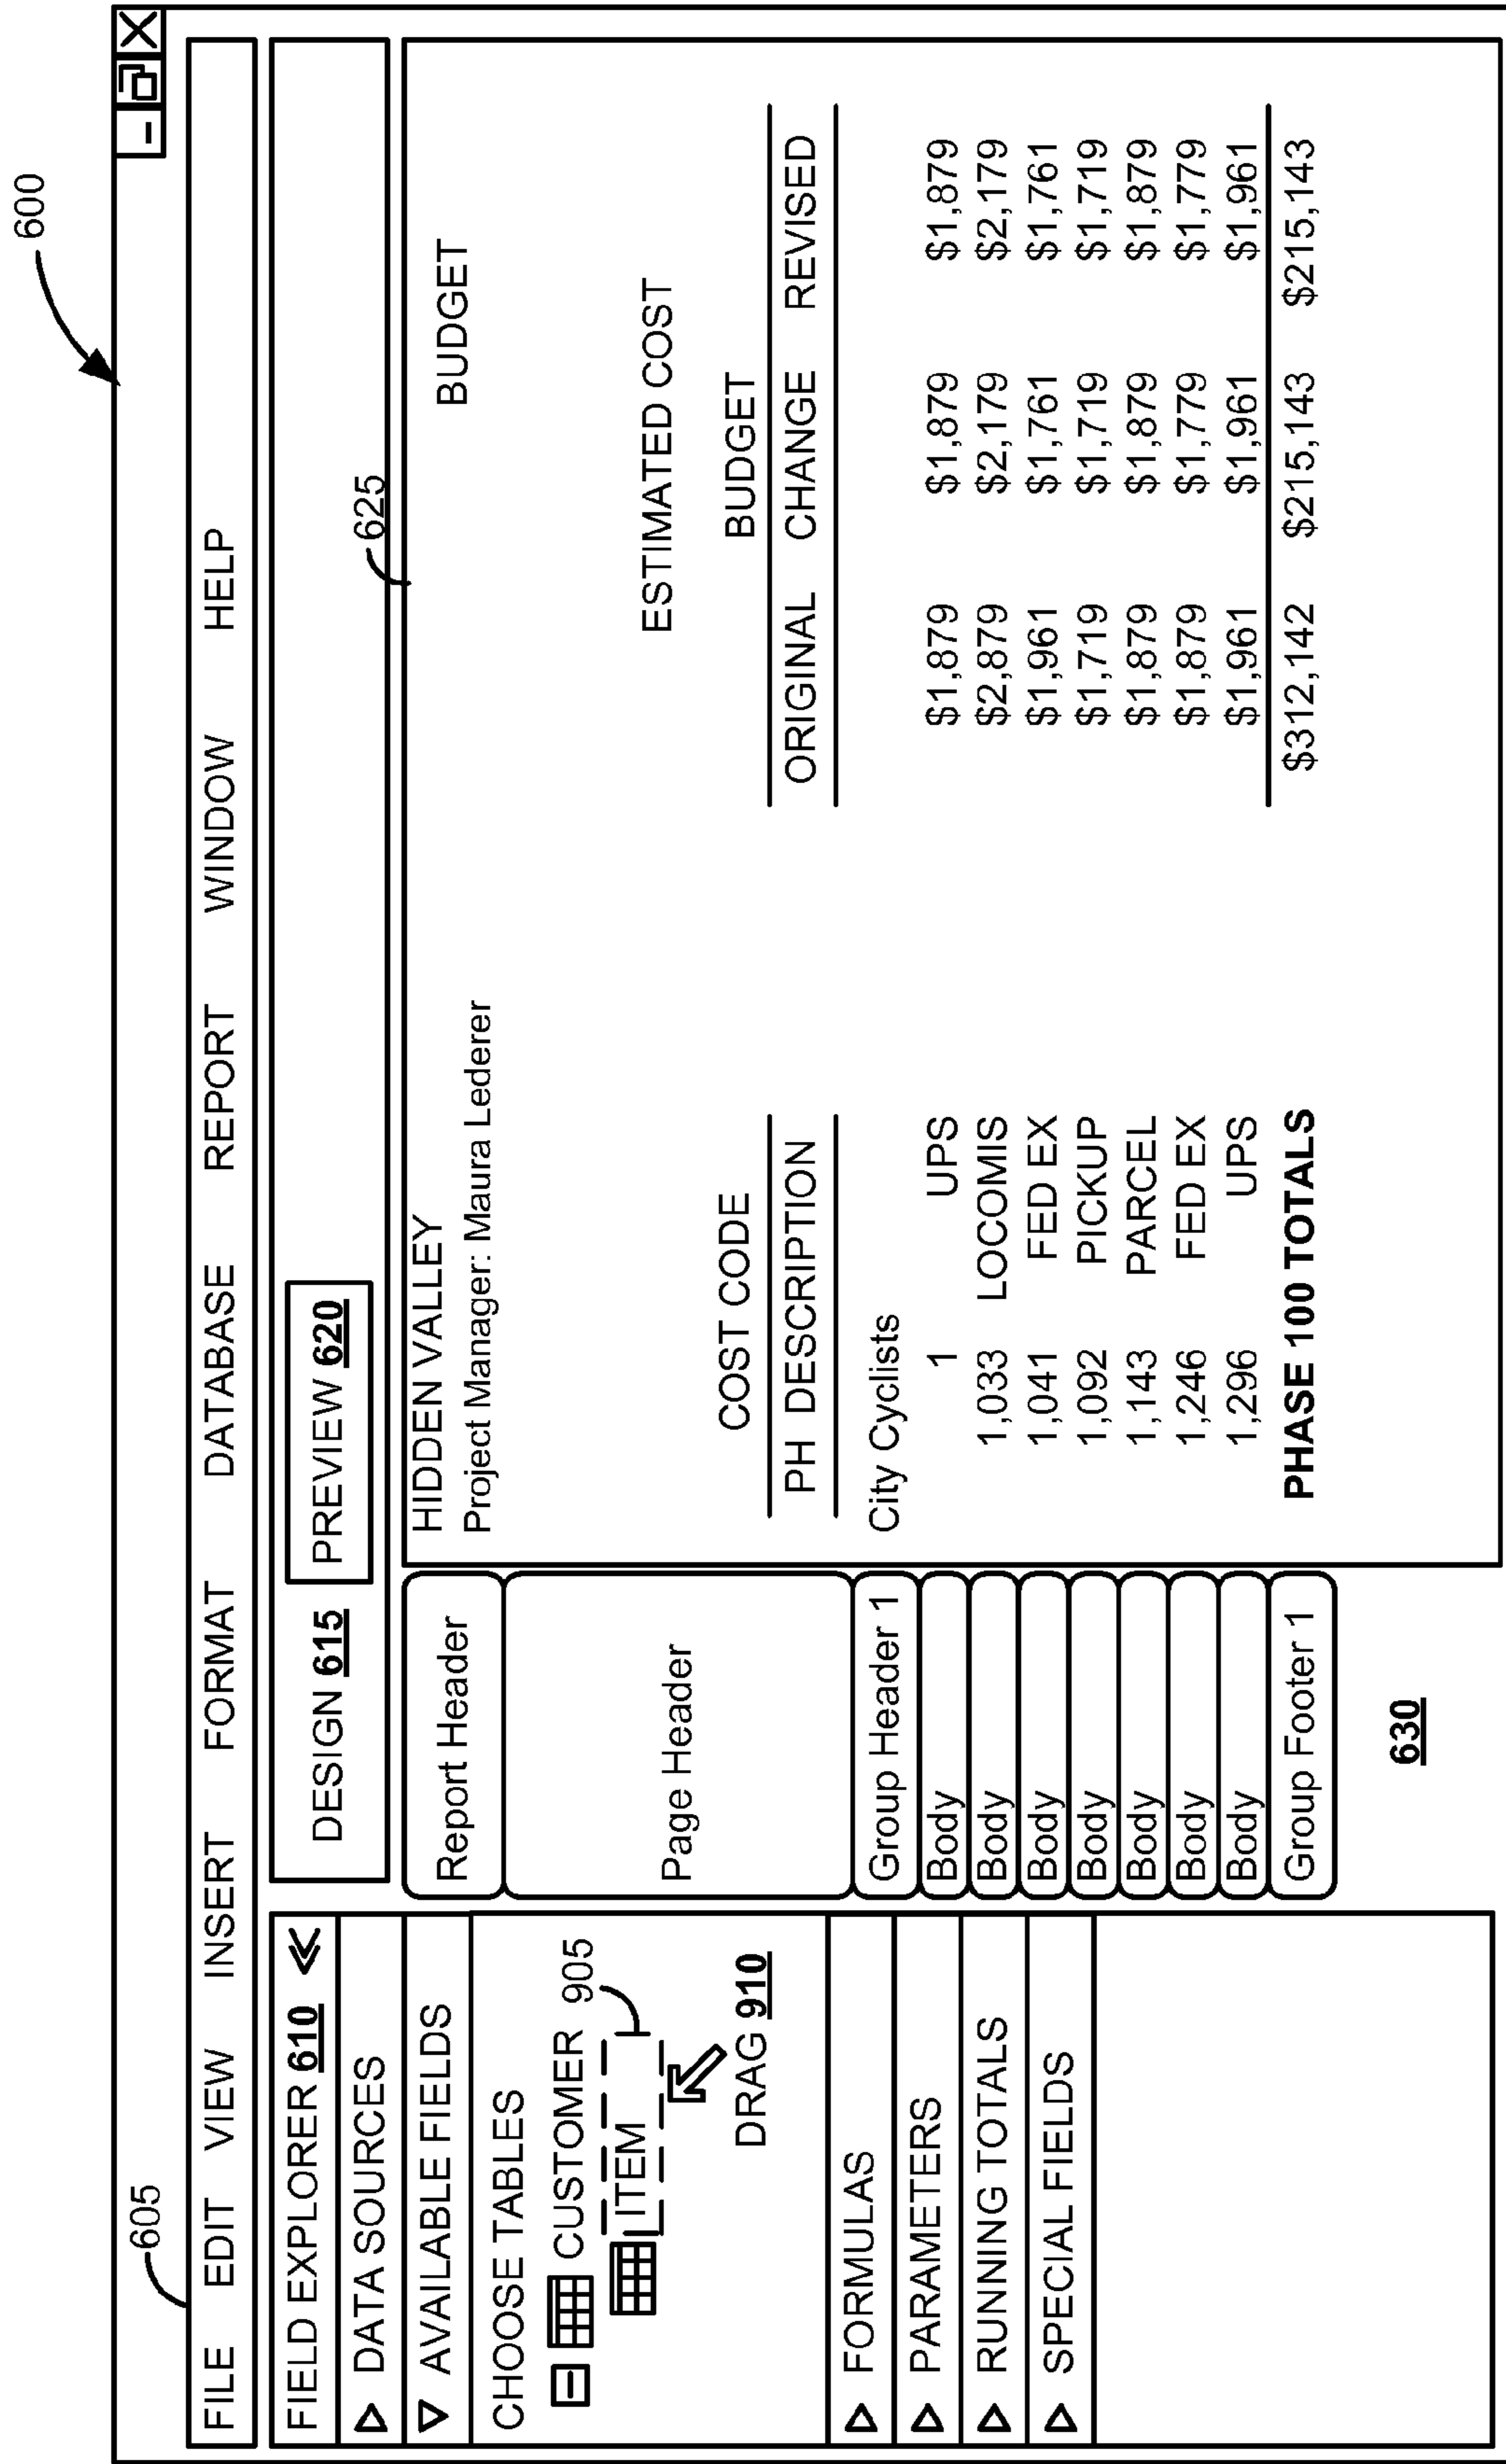 600
605
FILE EDIT VIEW INSERT FORMAT DATABASE REPORT WINDOW HELP
FIELD EXPLORER 610 <<
DATA SOURCES
AVAILABLE FIELDS
CHOOSE TABLES
CUSTOMER
905
ITEM
DRAG 910
FORMULAS
PARAMETERS
RUNNING TOTALS
SPECIAL FIELDS
DESIGN 615 PREVIEW 620
625
Report Header
Page Header
Group Header 1
Body
Body
Body
Body
Body
Body
Body
Group Footer 1
630
HIDDEN VALLEY BUDGET
Project Manager: Maura Lederer
ESTIMATED COST
COST CODE BUDGET
PH DESCRIPTION ORIGINAL CHANGE REVISED
City Cyclists
1 UPS $1,879 $1,879 $1,879
1,033 LOCOMIS $2,879 $2,179 $2,179
1,041 FED EX $1,961 $1,761 $1,761
1,092 PICKUP $1,719 $1,719 $1,719
1,143 PARCEL $1,879 $1,879 $1,879
1,246 FED EX $1,879 $1,779 $1,779
1,296 UPS $1,961 $1,961 $1,961
PHASE 100 TOTALS $312,142 $215,143 $215,143